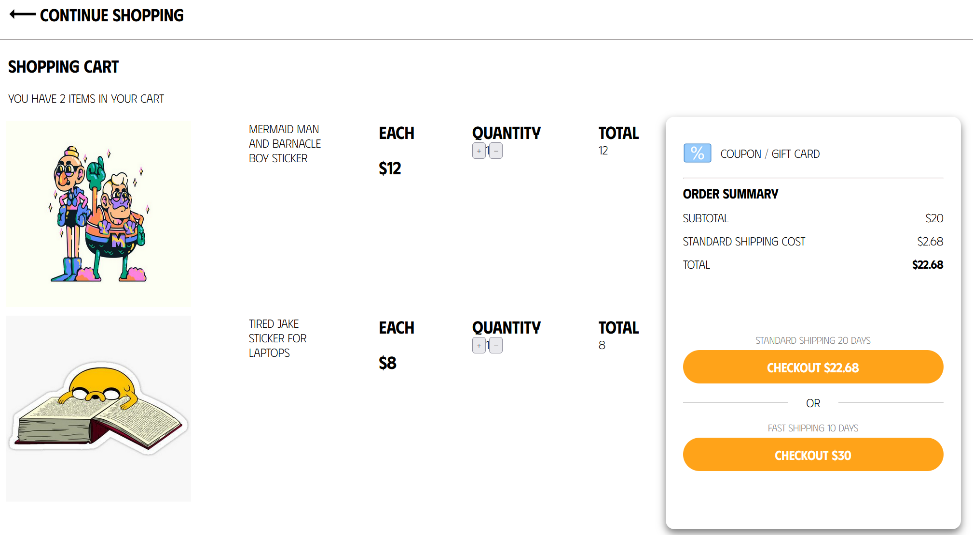 CONTINUE SHOPPING
SHOPPING CART
YOU HAVE 2 ITEMS IN YOUR CART
MERMAID MAN
AND BARNACLE
BOY STICKER
EACH
$12
QUANTITY
+ 1 -
TOTAL
12
M
TIRED JAKE
STICKER FOR
LAPTOPS
EACH
$8
QUANTITY
+ 1 -
TOTAL
8
% COUPON / GIFT CARD
ORDER SUMMARY
SUBTOTAL $20
STANDARD SHIPPING COST $2.68
TOTAL $22.68
STANDARD SHIPPING 20 DAYS
CHECKOUT $22.68
OR
FAST SHIPPING 10 DAYS
CHECKOUT $30